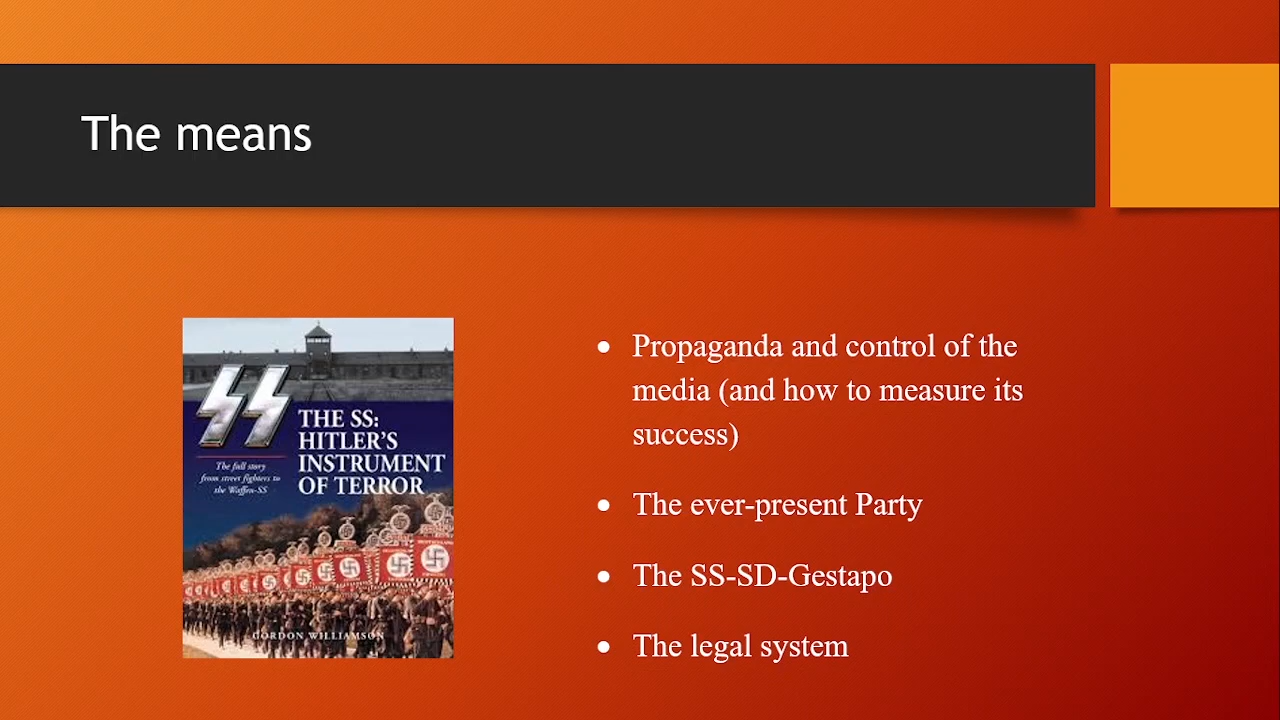 The means
THE SS:
HITLER'S
INSTRUMENT
OF TERROR
The full story
from street fighters to
the Waffen-SS
GORDON WILLIAMSON
• Propaganda and control of the
media (and how to measure its
success)
• The ever-present Party
• The SS-SD-Gestapo
• The legal system